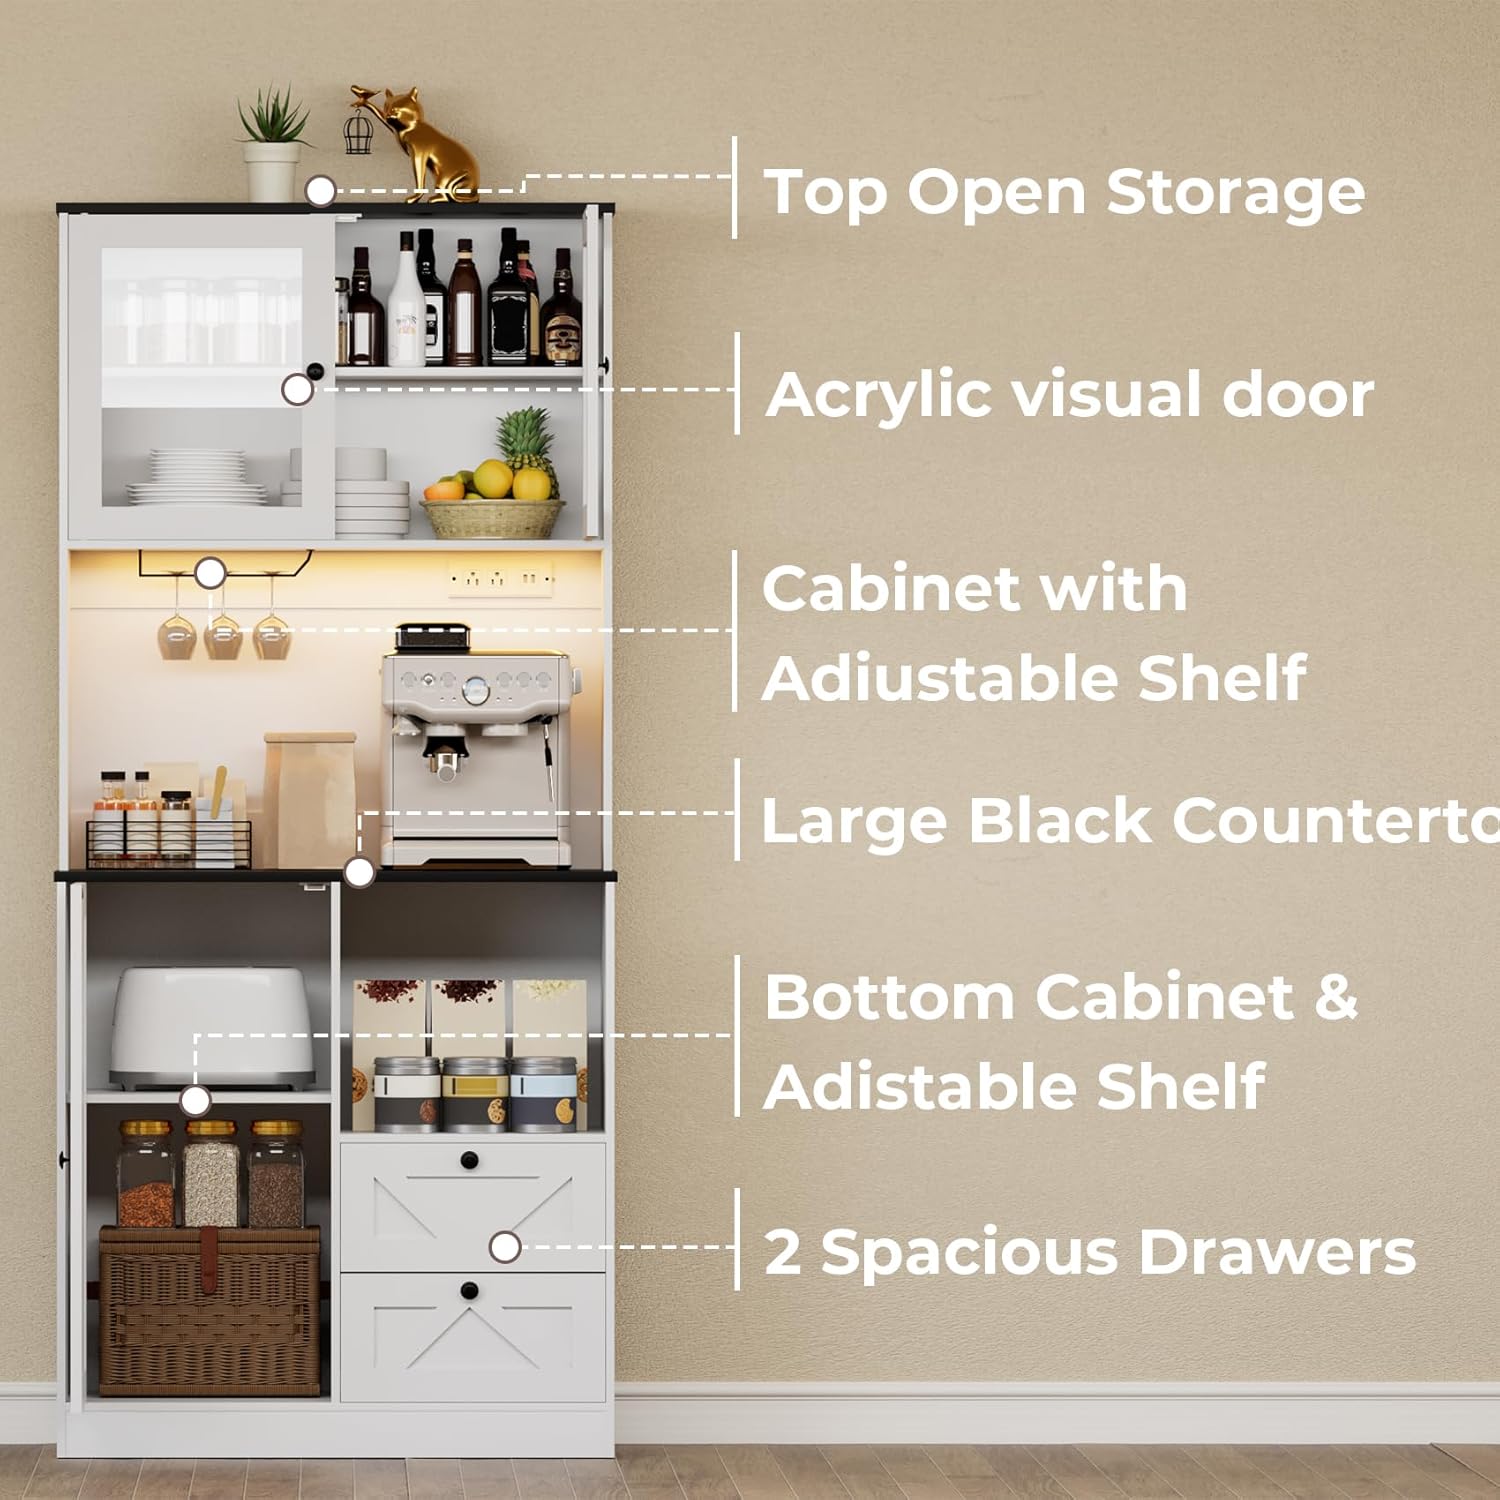 Top Open Storage
Acrylic visual door
Cabinet with
Adiustable Shelf
Large Black Counterto
Bottom Cabinet &
Adistable Shelf
2 Spacious Drawers